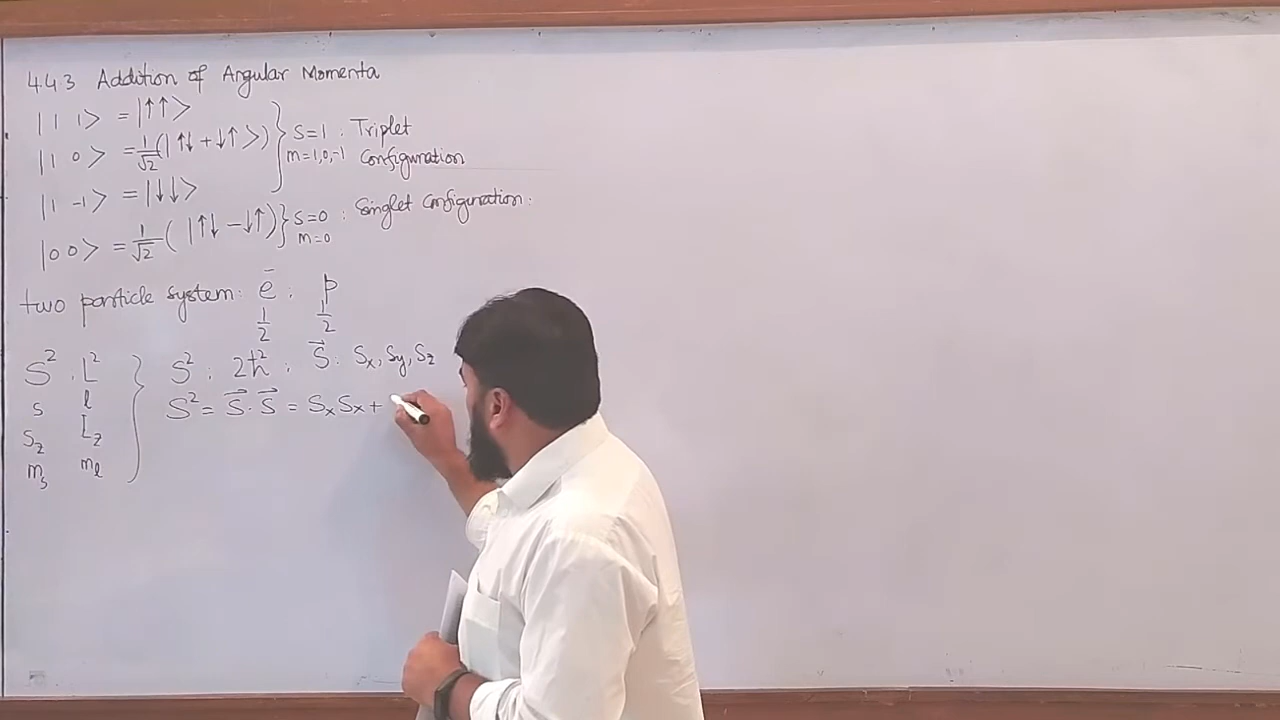 4.4.3 Addition of Angular Momenta
|1 1> = |↑↑>
|1 0> = 1/√2 (|↑↓ + ↓↑>)
|1 -1> = |↓↓>
} S=1 : Triplet
m=1,0,-1 Configuration
|0 0> = 1/√2 (|↑↓ - ↓↑)
} S=0 : Singlet Configuration.
m=0
two particle system: e⁻ : p
1/2 1/2
S² , L²
s l
S_z L_z
m_s m_l
} S² : 2ħ² : S⃗ : S_x, S_y, S_z
S² = S⃗ · S⃗ = S_x S_x +